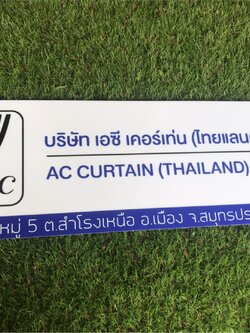 บริษัท เอซี เคอร์เท่น (ไทยแลน
AC CURTAIN (THAILAND)
หมู่ 5 ต.สำโรงเหนือ อ.เมือง จ.สมุทรปร